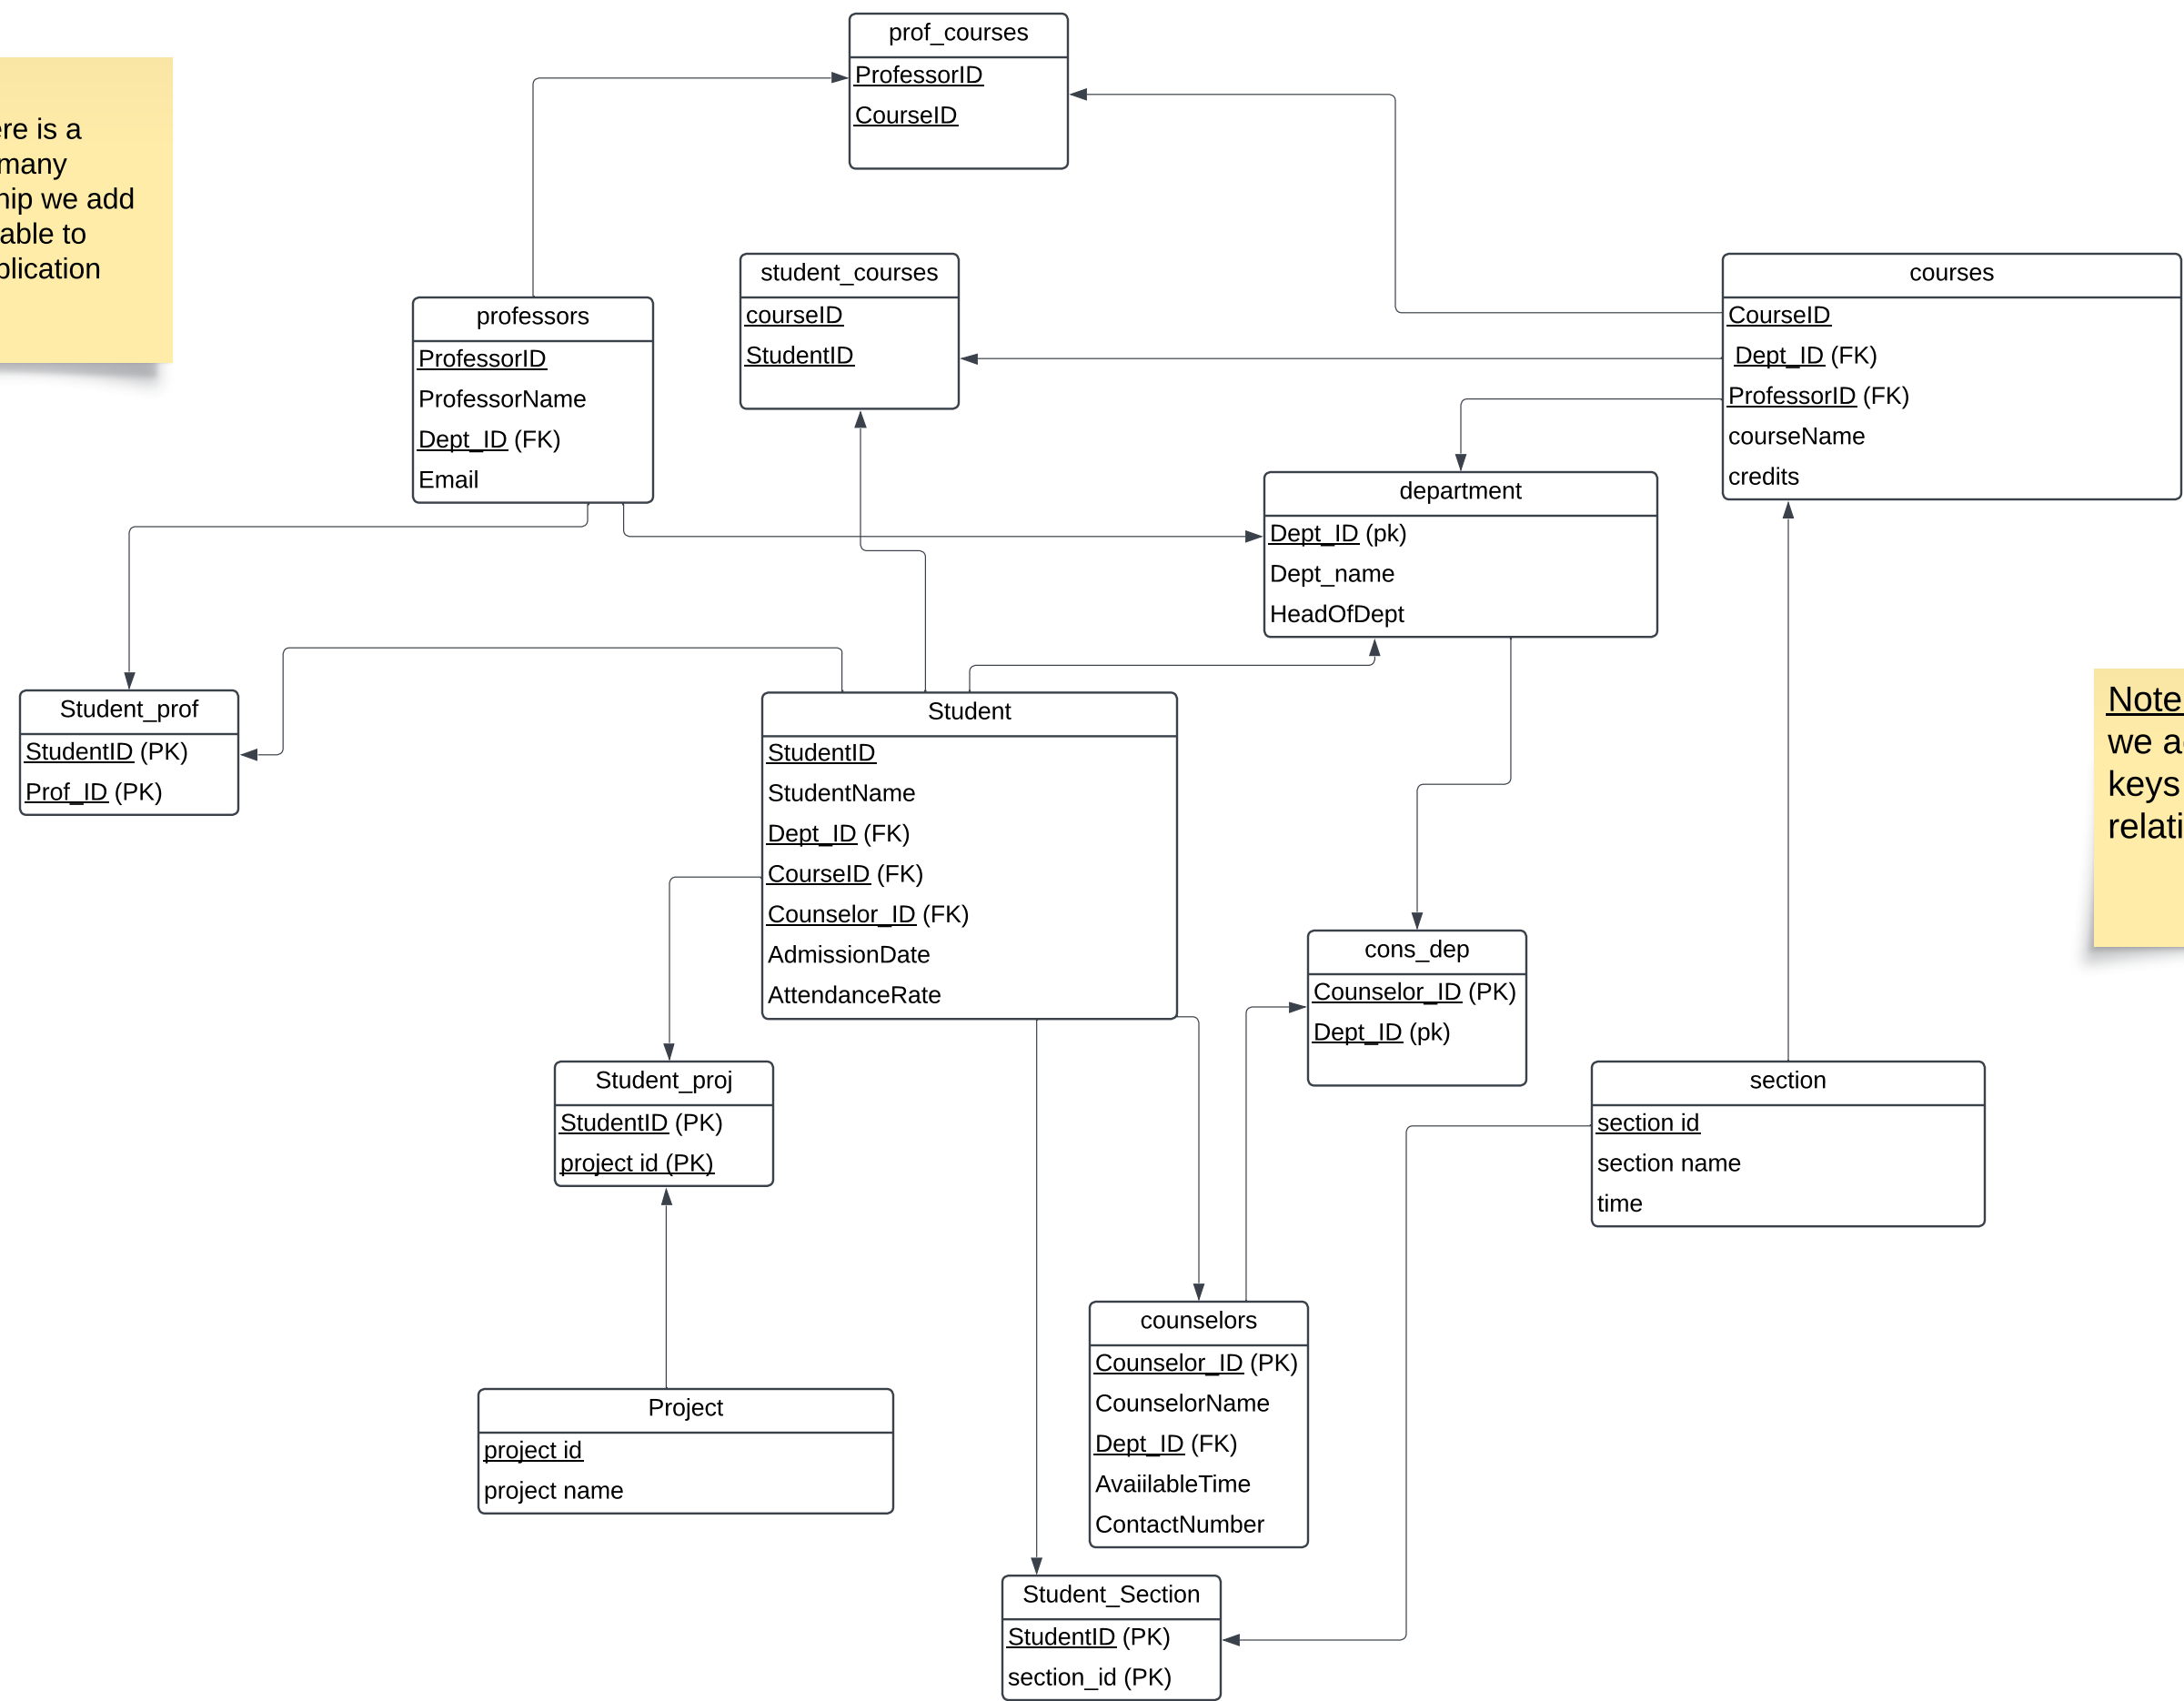 prof_courses
ProfessorID
CourseID
ere is a
many
hip we add
able to
plication
student_courses
courseID
StudentID
courses
CourseID
Dept_ID (FK)
ProfessorID (FK)
courseName
credits
professors
ProfessorID
ProfessorName
Dept_ID (FK)
Email
department
Dept_ID (pk)
Dept_name
HeadOfDept
Student_prof
StudentID (PK)
Prof_ID (PK)
Student
StudentID
StudentName
Dept_ID (FK)
CourseID (FK)
Counselor_ID (FK)
AdmissionDate
AttendanceRate
Note
we a
keys
relati
cons_dep
Counselor_ID (PK)
Dept_ID (pk)
Student_proj
StudentID (PK)
project id (PK)
section
section id
section name
time
counselors
Counselor_ID (PK)
CounselorName
Dept_ID (FK)
AvaiilableTime
ContactNumber
Project
project id
project name
Student_Section
StudentID (PK)
section_id (PK)